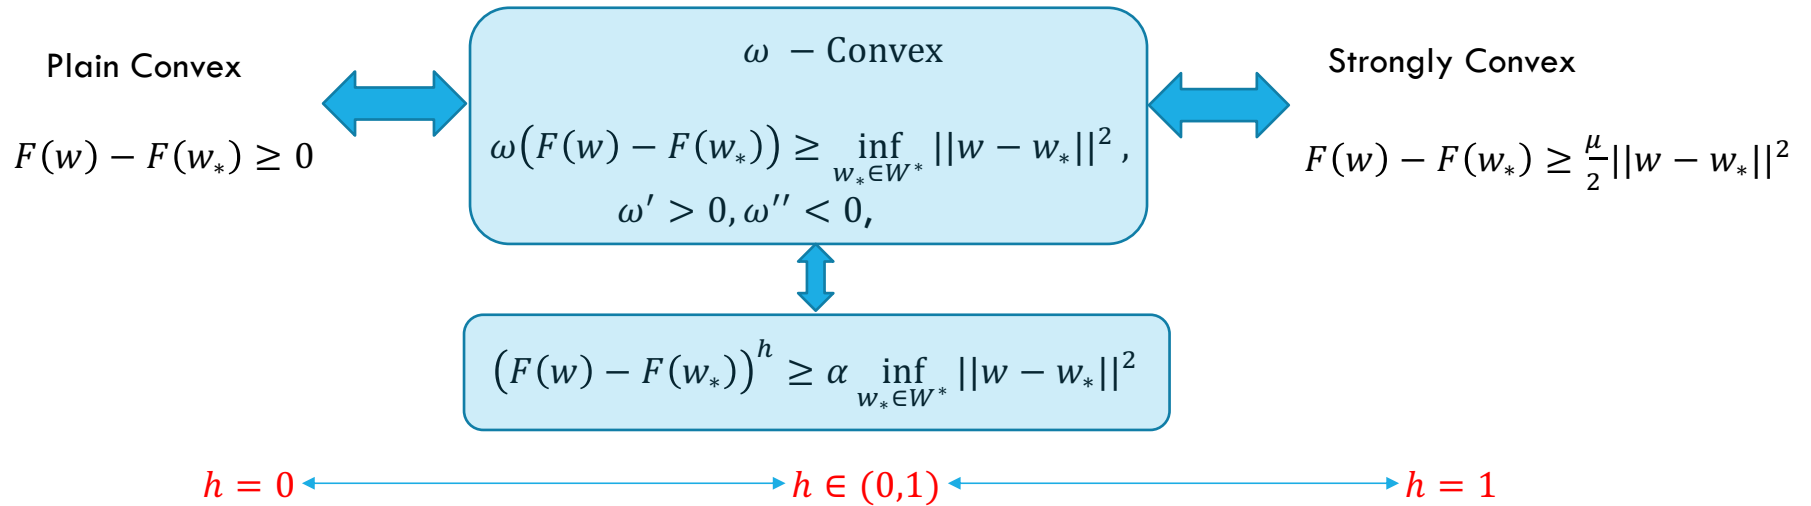 Plain Convex
F(w) − F(w∗) ≥ 0
ω − Convex
ω(F(w) − F(w∗)) ≥ inf_{w∗∈W*} ||w − w∗||² ,
ω′ > 0, ω′′ < 0,
Strongly Convex
F(w) − F(w∗) ≥ μ/2 ||w − w∗||²
(F(w) − F(w∗))^h ≥ α inf_{w∗∈W*} ||w − w∗||²
h = 0
h ∈ (0,1)
h = 1